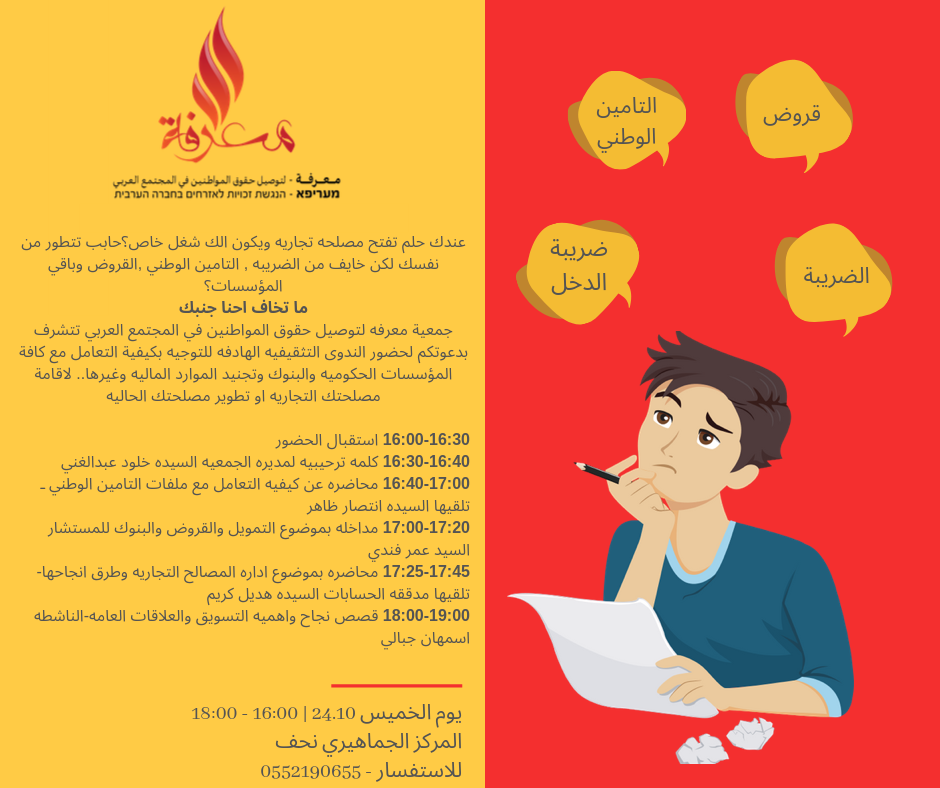 معرفة
معرفة - لتوصيل حقوق المواطنين في المجتمع العربي
מעריפא - הנגשת זכויות לאזרחים בחברה הערבית
عندك حلم تفتح مصلحه تجاريه ويكون الك شغل خاص؟حابب تتطور من
نفسك لكن خايف من الضريبه , التامين الوطني ,القروض وباقي
المؤسسات؟
ما تخاف احنا جنبك
جمعية معرفه لتوصيل حقوق المواطنين في المجتمع العربي تتشرف
بدعوتكم لحضور الندوى التثقيفيه الهادفه للتوجيه بكيفية التعامل مع كافة
المؤسسات الحكوميه والبنوك وتجنيد الموارد الماليه وغيرها.. لاقامة
مصلحتك التجاريه او تطوير مصلحتك الحاليه
16:00-16:30 استقبال الحضور
16:30-16:40 كلمه ترحيبيه لمديره الجمعيه السيده خلود عبدالغني
16:40-17:00 محاضره عن كيفيه التعامل مع ملفات التامين الوطني ـ
تلقيها السيده انتصار ظاهر
17:00-17:20 مداخله بموضوع التمويل والقروض والبنوك للمستشار
السيد عمر فندي
17:25-17:45 محاضره بموضوع اداره المصالح التجاريه وطرق انجاحها-
تلقيها مدققه الحسابات السيده هديل كريم
18:00-19:00 قصص نجاح واهميه التسويق والعلاقات العامه-الناشطه
اسمهان جبالي
يوم الخميس 24.10 | 16:00 - 18:00
المركز الجماهيري نحف
للاستفسار - 0552190655
قروض
التامين
الوطني
الضريبة
ضريبة
الدخل